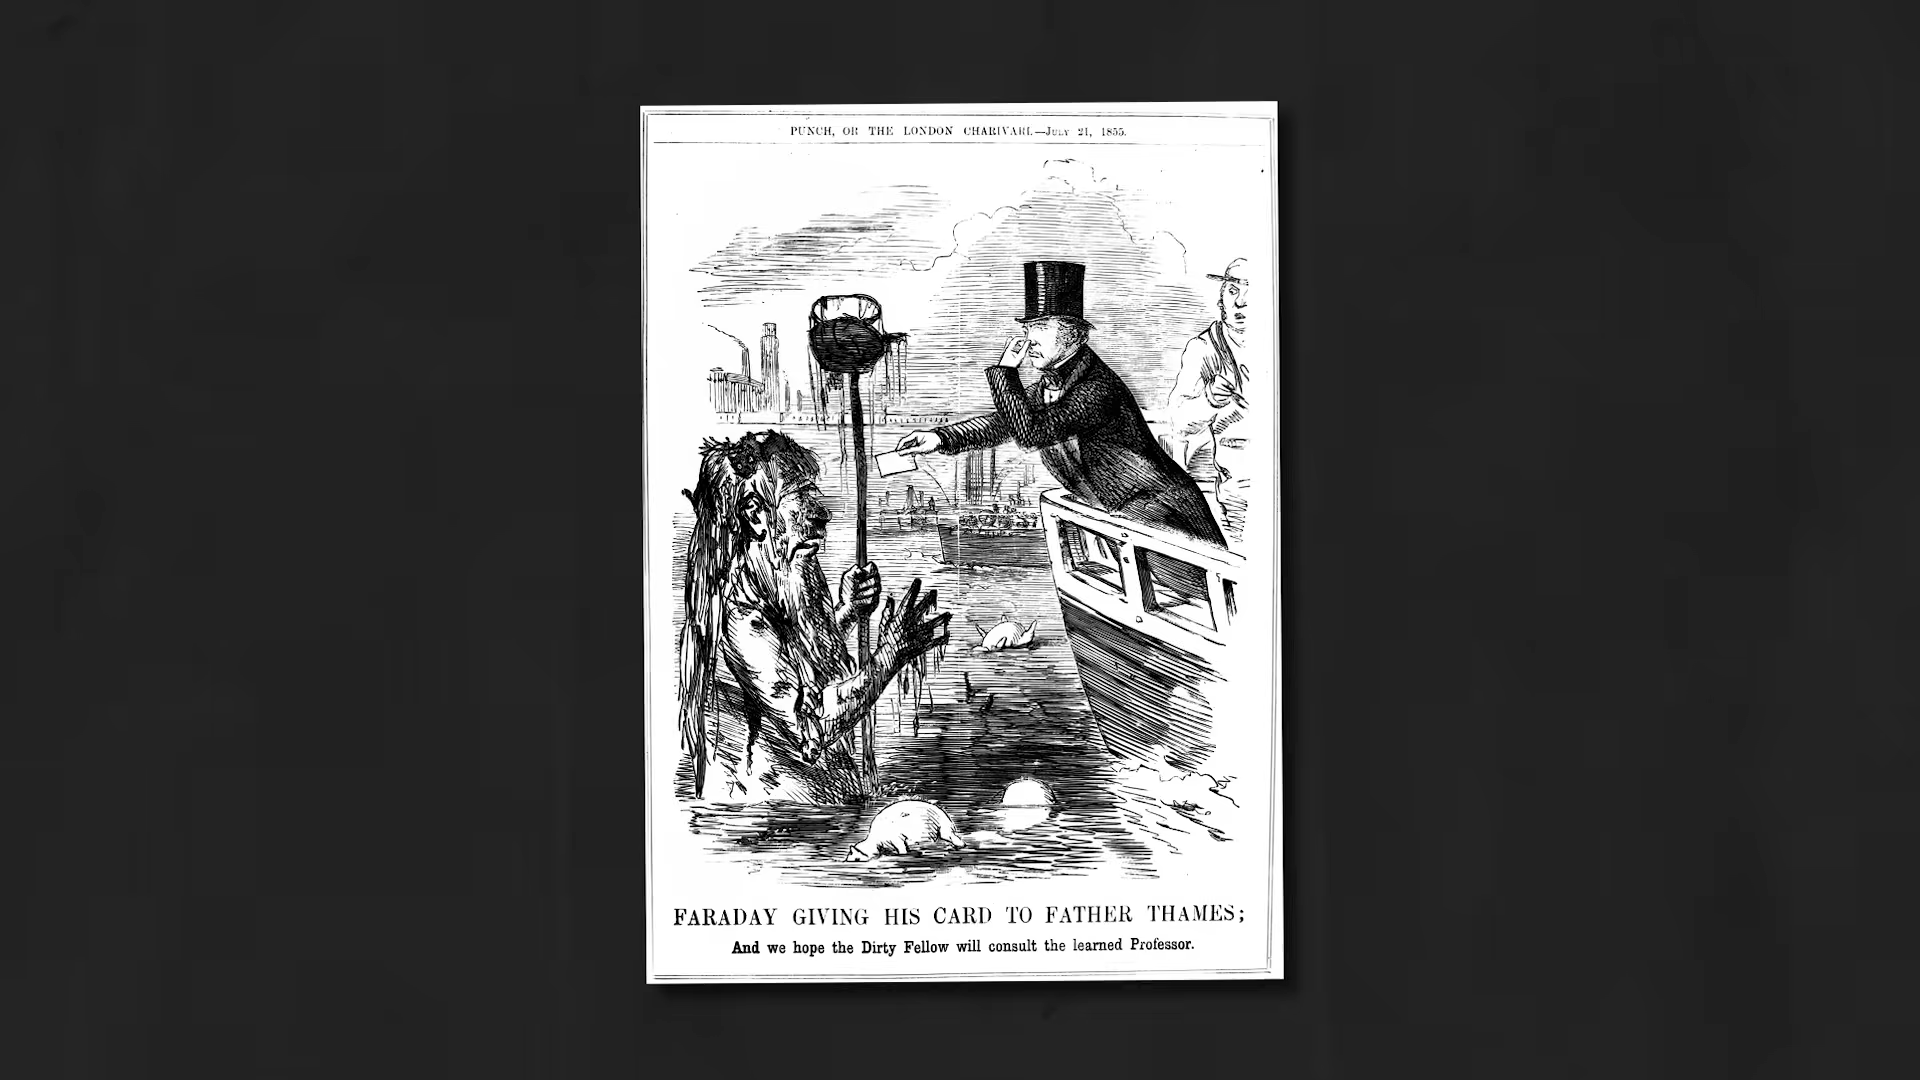 PUNCH, OR THE LONDON CHARIVARI.—July 21, 1855.
FARADAY GIVING HIS CARD TO FATHER THAMES;
And we hope the Dirty Fellow will consult the learned Professor.